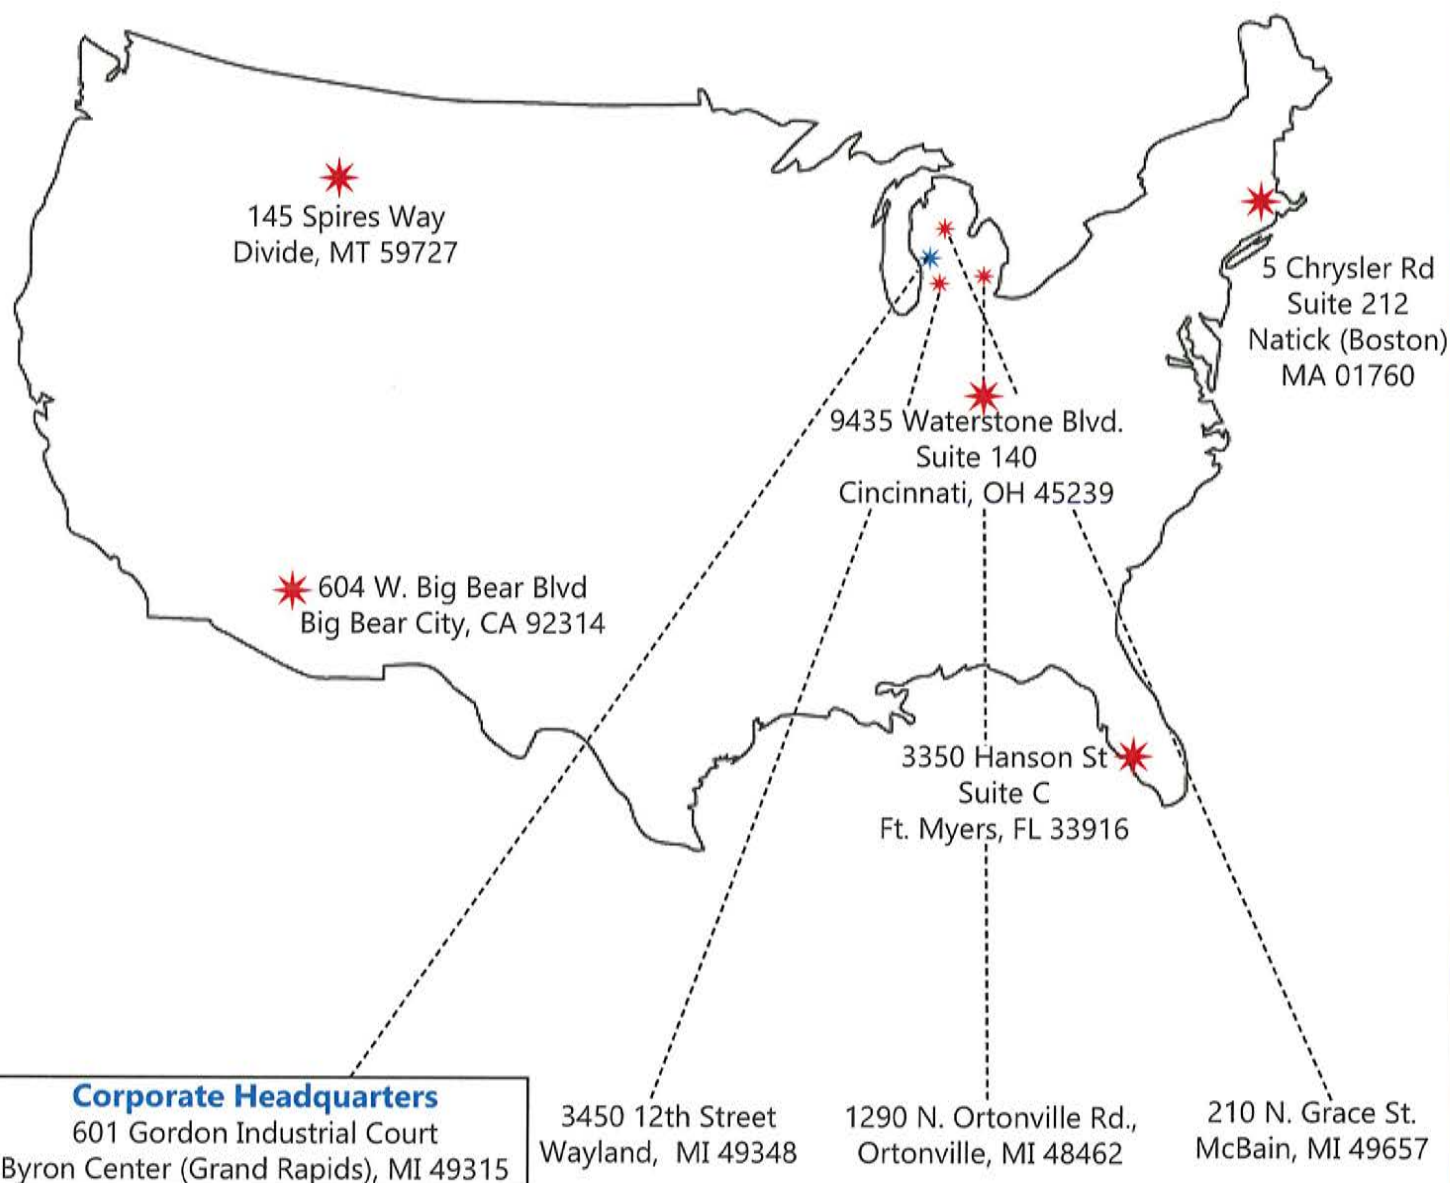 145 Spires Way
Divide, MT 59727
5 Chrysler Rd
Suite 212
Natick (Boston)
MA 01760
9435 Waterstone Blvd.
Suite 140
Cincinnati, OH 45239
604 W. Big Bear Blvd
Big Bear City, CA 92314
3350 Hanson St
Suite C
Ft. Myers, FL 33916
Corporate Headquarters
601 Gordon Industrial Court
Byron Center (Grand Rapids), MI 49315
3450 12th Street
Wayland, MI 49348
1290 N. Ortonville Rd.,
Ortonville, MI 48462
210 N. Grace St.
McBain, MI 49657